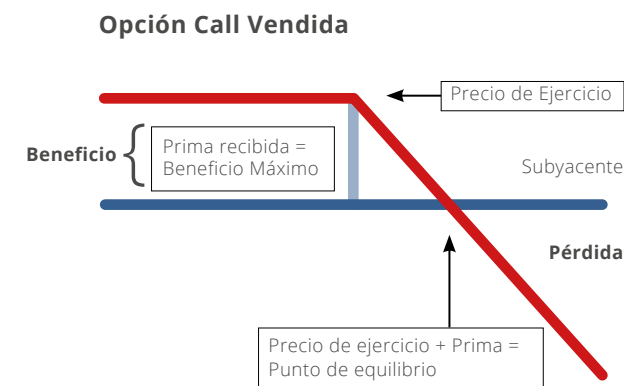 Opción Call Vendida
Precio de Ejercicio
Beneficio
Prima recibida =
Beneficio Máximo
Subyacente
Pérdida
Precio de ejercicio + Prima =
Punto de equilibrio